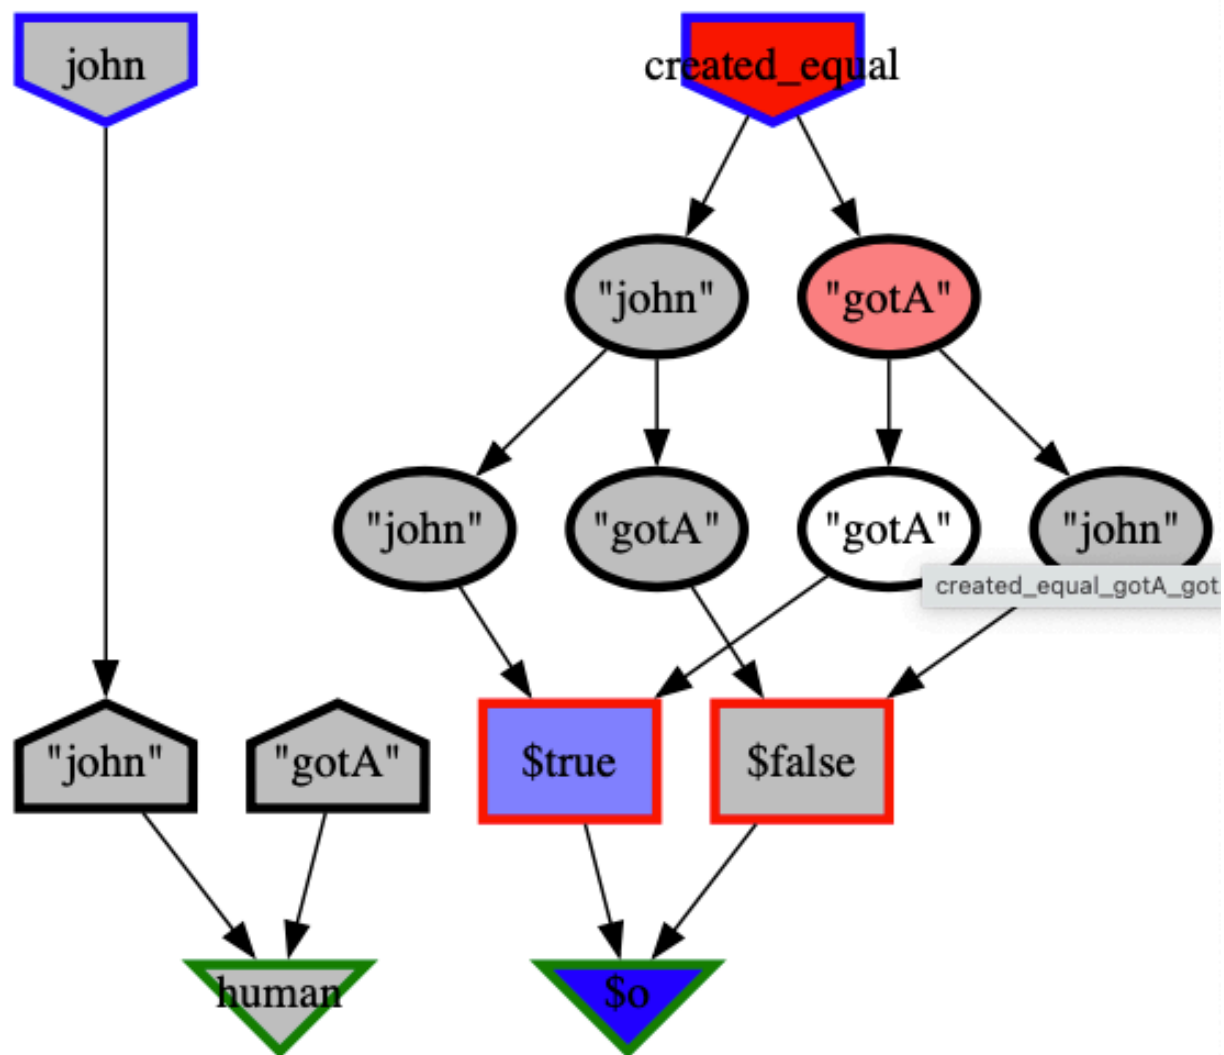 john
created_equal
"john"
"gotA"
"john"
"gotA"
"gotA"
"john"
created_equal_gotA_got
"john"
"gotA"
$true
$false
human
$o